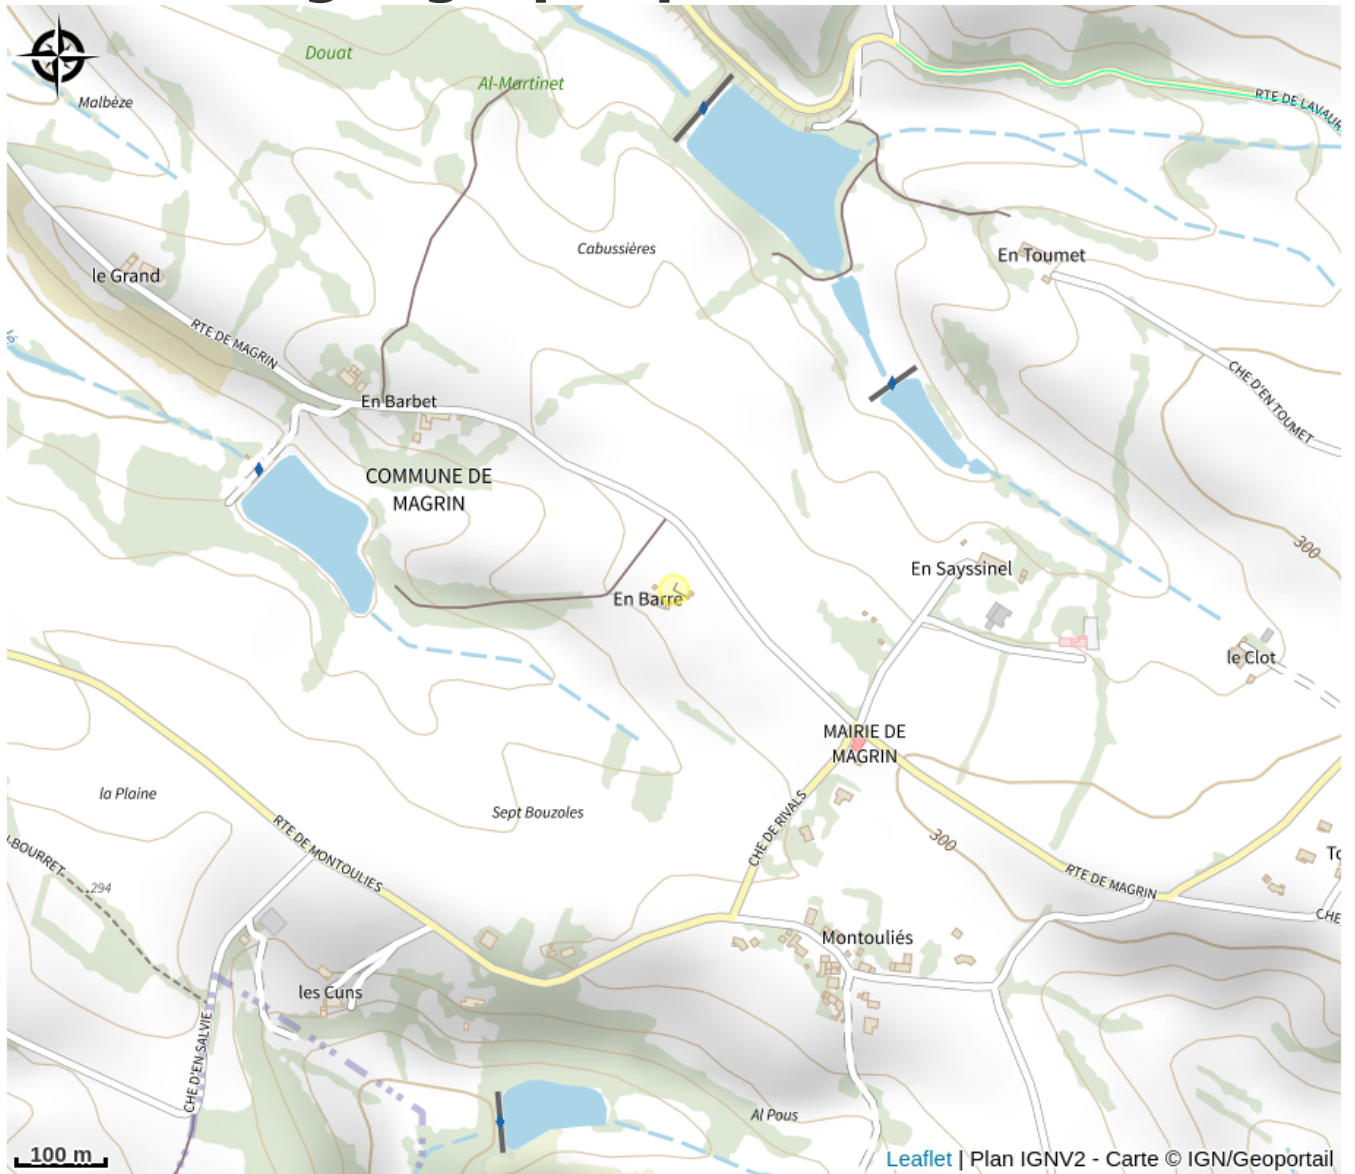 Douat
Al-Martinet
Malbèze
RTE DE LAVAUR
Cabussières
En Toumet
le Grand
RTE DE MAGRIN
CHE D'EN TOUMET
En Barbet
COMMUNE DE
MAGRIN
300
En Sayssinel
En Barre
le Clot
MAIRIE DE
MAGRIN
la Plaine
Sept Bouzoles
CHE DE RIVALS
300
RTE DE MONTOULIES
-BOURRET
294
RTE DE MAGRIN
To
CHE
Montouliés
les Cuns
CHE D'EN SALVIE
Al Pous
100 m
Leaflet | Plan IGNV2 - Carte © IGN/Geoportail